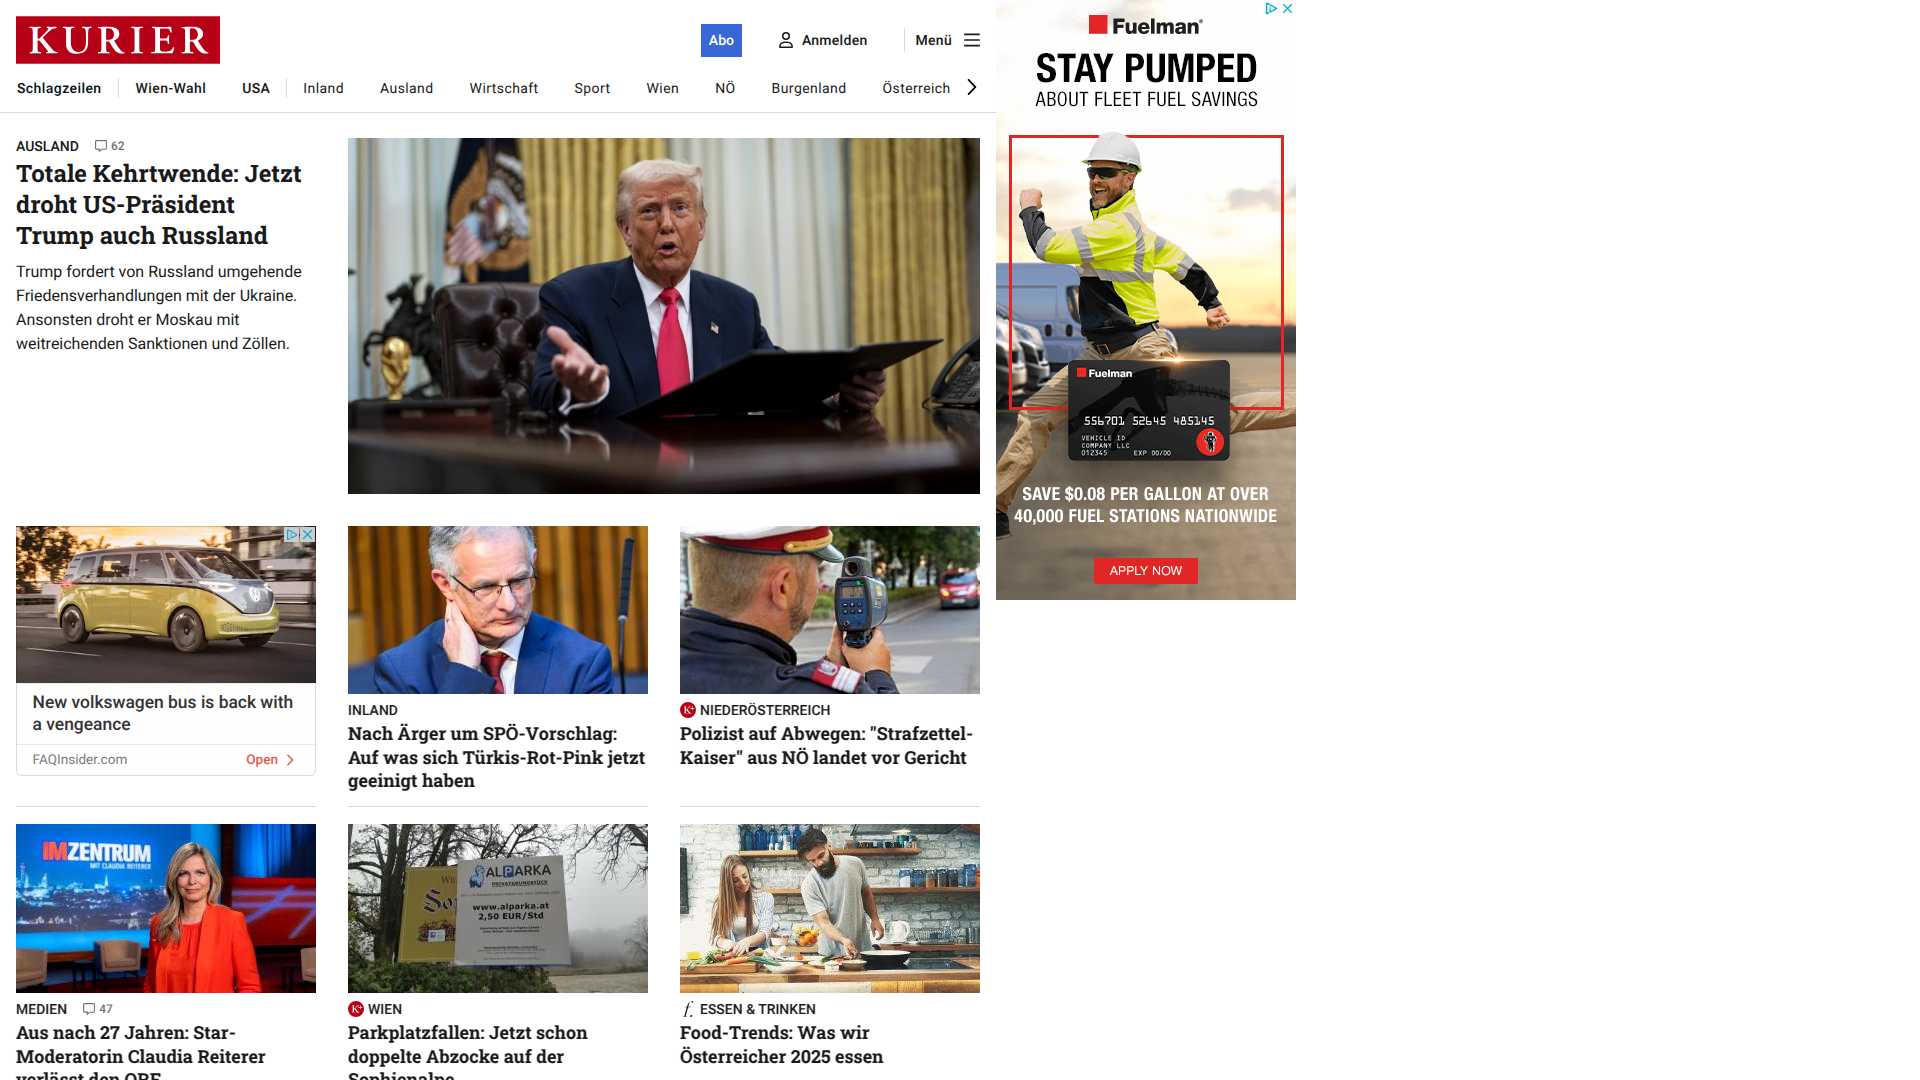 KURIER
Abo
Anmelden
Menü
Schlagzeilen
Wien-Wahl
USA
Inland
Ausland
Wirtschaft
Sport
Wien
NÖ
Burgenland
Österreich
AUSLAND 62
Totale Kehrtwende: Jetzt
droht US-Präsident
Trump auch Russland
Trump fordert von Russland umgehende
Friedensverhandlungen mit der Ukraine.
Ansonsten droht er Moskau mit
weitreichenden Sanktionen und Zöllen.
Fuelman
STAY PUMPED
ABOUT FLEET FUEL SAVINGS
Fuelman
556701 52645 485145
VEHICLE ID
COMPANY LLC
012345 EXP 00/00
SAVE $0.08 PER GALLON AT OVER
40,000 FUEL STATIONS NATIONWIDE
APPLY NOW
New volkswagen bus is back with
a vengeance
FAQInsider.com
Open
INLAND
Nach Ärger um SPÖ-Vorschlag:
Auf was sich Türkis-Rot-Pink jetzt
geeinigt haben
K+ NIEDERÖSTERREICH
Polizist auf Abwegen: "Strafzettel-
Kaiser" aus NÖ landet vor Gericht
IMZENTRUM
MIT CLAUDIA REITERER
MEDIEN 47
Aus nach 27 Jahren: Star-
Moderatorin Claudia Reiterer
verlässt den ORF
ALPARKA
PRIVATGRUNDSTÜCK
www.alparka.at
2,50 EUR/Std
K+ WIEN
Parkplatzfallen: Jetzt schon
doppelte Abzocke auf der
Sophienalpe
f. ESSEN & TRINKEN
Food-Trends: Was wir
Österreicher 2025 essen